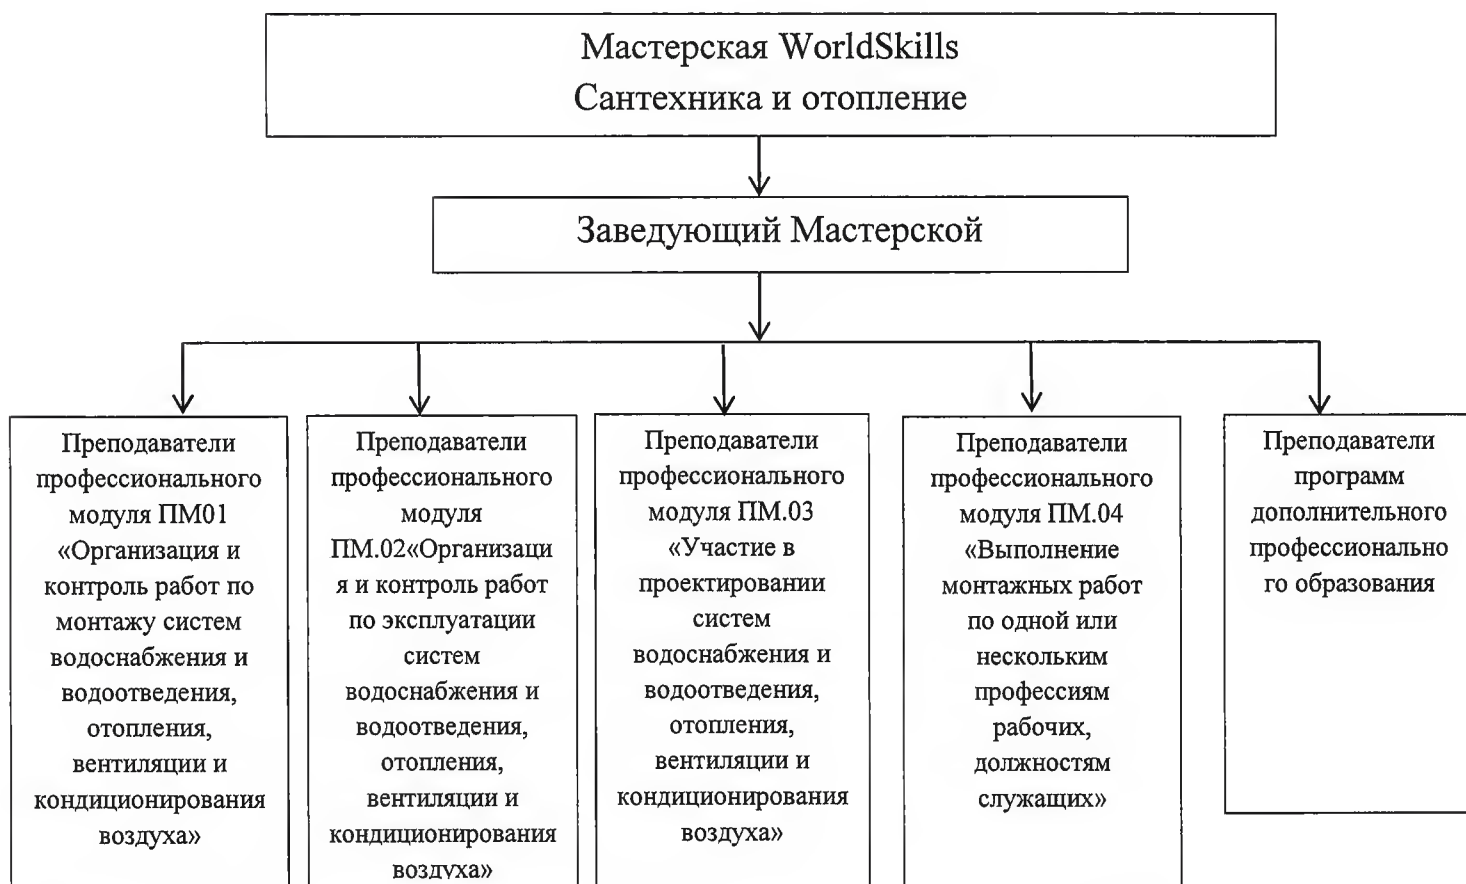 Мастерская WorldSkills
Сантехника и отопление
Заведующий Мастерской
Преподаватели
профессионального
модуля ПМ01
«Организация и
контроль работ по
монтажу систем
водоснабжения и
водоотведения,
отопления,
вентиляции и
кондиционирования
воздуха»
Преподаватели
профессионального
модуля
ПМ.02«Организаци
я и контроль работ
по эксплуатации
систем
водоснабжения и
водоотведения,
отопления,
вентиляции и
кондиционирования
воздуха»
Преподаватели
профессионального
модуля ПМ.03
«Участие в
проектировании
систем
водоснабжения и
водоотведения,
отопления,
вентиляции и
кондиционирования
воздуха»
Преподаватели
профессионального
модуля ПМ.04
«Выполнение
монтажных работ
по одной или
нескольким
профессиям
рабочих,
должностям
служащих»
Преподаватели
программ
дополнительного
профессионально
го образования